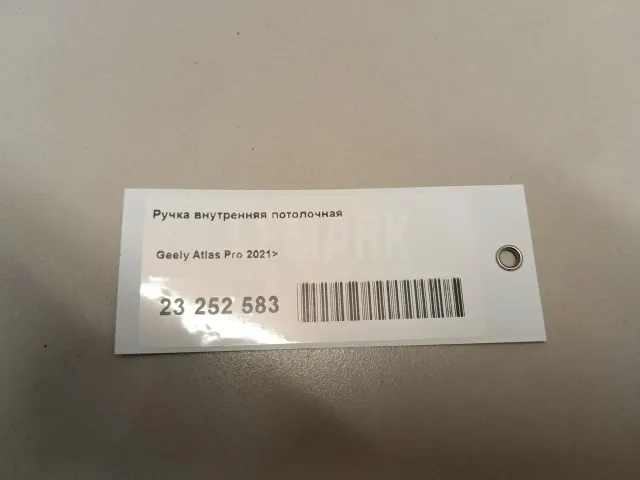 Ручка внутренняя потолочная
Geely Atlas Pro 2021>
23 252 583